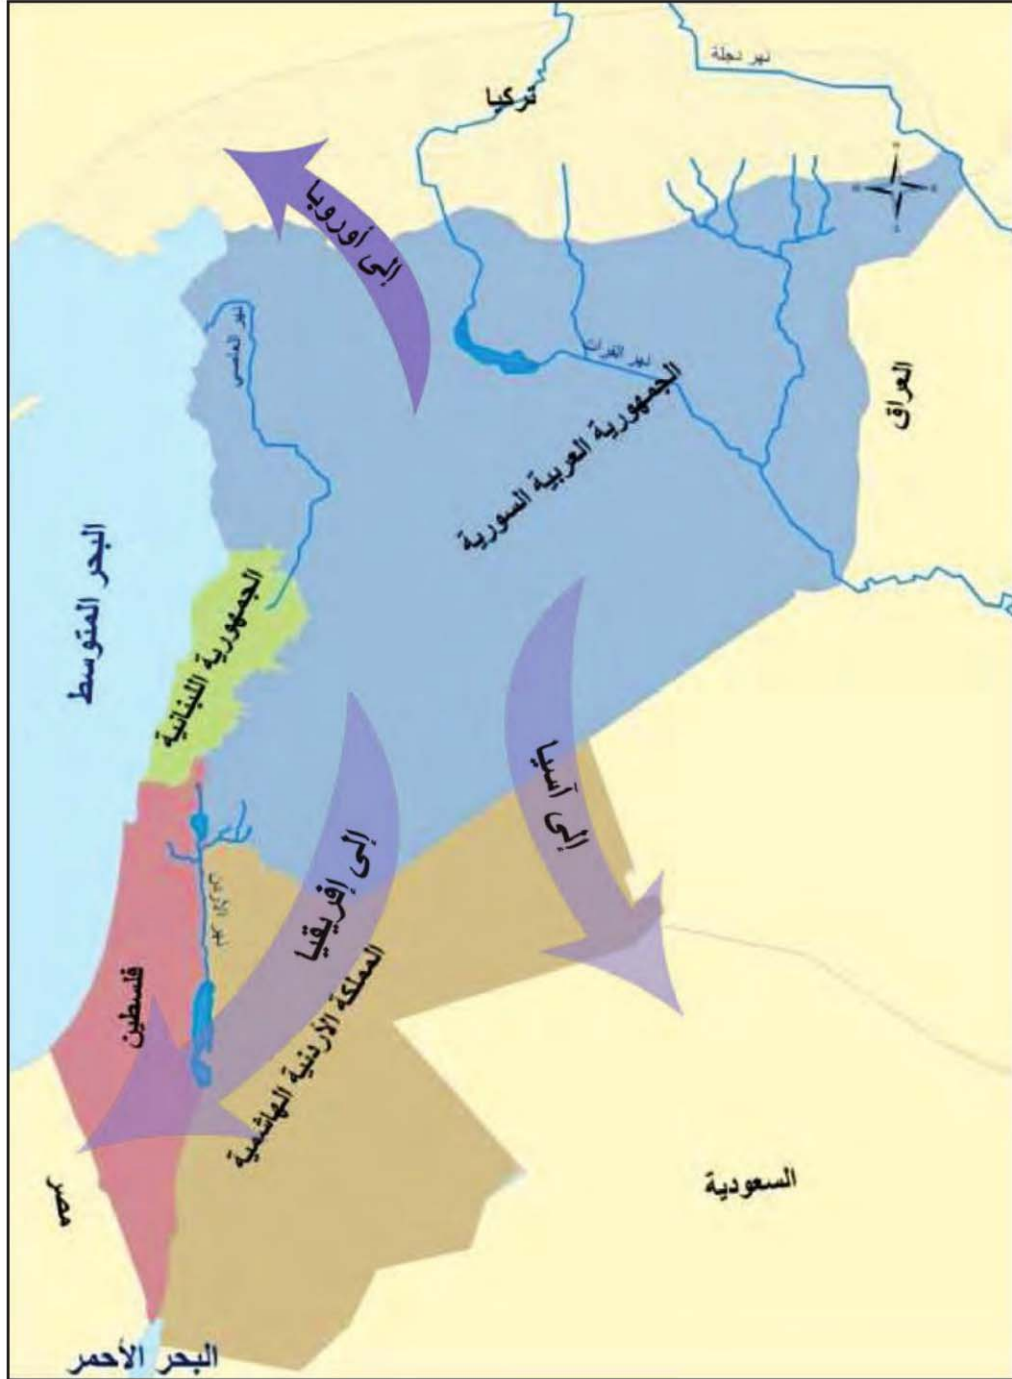 نهر دجلة
تركيا
إلى أوروبا
نهر العاصي
نهر الفرات
الجمهورية العربية السورية
العراق
البحر المتوسط
الجمهورية اللبنانية
إلى آسيا
إلى إفريقيا
نهر الأردن
فلسطين
المملكة الأردنية الهاشمية
السعودية
مصر
البحر الأحمر